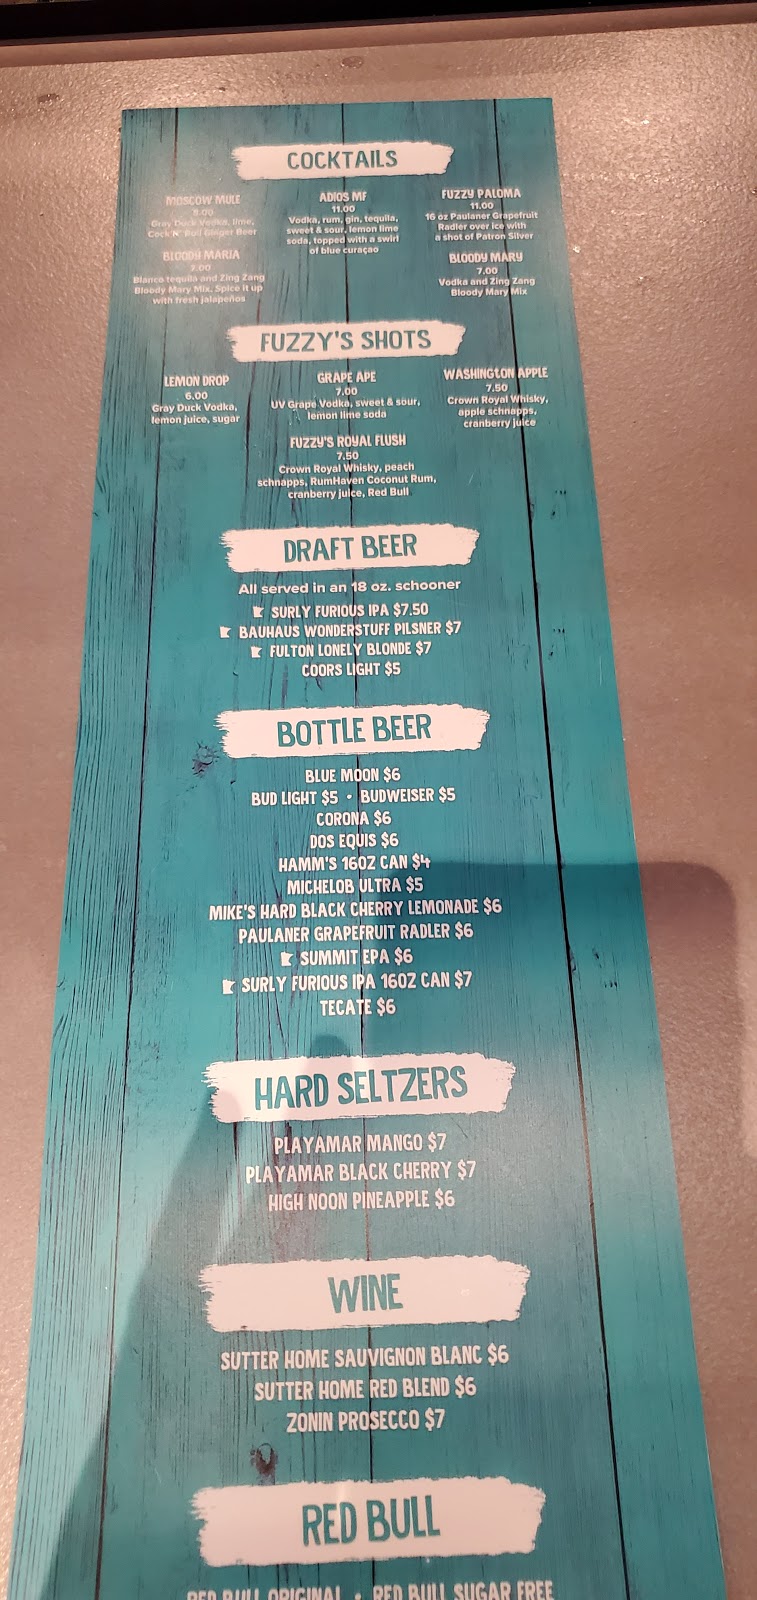 COCKTAILS
MOSCOW MULE
8.00
Gray Duck Vodka, lime,
Cock N' Bull Ginger Beer
ADIOS MF
11.00
Vodka, rum, gin, tequila,
sweet & sour, lemon lime
soda, topped with a swirl
of blue curaçao
FUZZY PALOMA
11.00
16 oz Paulaner Grapefruit
Radler over ice with
a shot of Patron Silver
BLOODY MARIA
7.00
Blanco tequila and Zing Zang
Bloody Mary Mix. Spice it up
with fresh jalapeños
BLOODY MARY
7.00
Vodka and Zing Zang
Bloody Mary Mix
FUZZY'S SHOTS
LEMON DROP
6.00
Gray Duck Vodka,
lemon juice, sugar
GRAPE APE
7.00
UV Grape Vodka, sweet & sour,
lemon lime soda
WASHINGTON APPLE
7.50
Crown Royal Whisky,
apple schnapps,
cranberry juice
FUZZY'S ROYAL FLUSH
7.50
Crown Royal Whisky, peach
schnapps, RumHaven Coconut Rum,
cranberry juice, Red Bull
DRAFT BEER
All served in an 18 oz. schooner
SURLY FURIOUS IPA $7.50
BAUHAUS WONDERSTUFF PILSNER $7
FULTON LONELY BLONDE $7
COORS LIGHT $5
BOTTLE BEER
BLUE MOON $6
BUD LIGHT $5 • BUDWEISER $5
CORONA $6
DOS EQUIS $6
HAMM'S 16OZ CAN $4
MICHELOB ULTRA $5
MIKE'S HARD BLACK CHERRY LEMONADE $6
PAULANER GRAPEFRUIT RADLER $6
SUMMIT EPA $6
SURLY FURIOUS IPA 16OZ CAN $7
TECATE $6
HARD SELTZERS
PLAYAMAR MANGO $7
PLAYAMAR BLACK CHERRY $7
HIGH NOON PINEAPPLE $6
WINE
SUTTER HOME SAUVIGNON BLANC $6
SUTTER HOME RED BLEND $6
ZONIN PROSECCO $7
RED BULL
RED BULL ORIGINAL • RED BULL SUGAR FREE